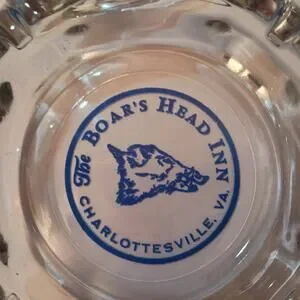 The BOAR'S HEAD INN
CHARLOTTESVILLE, VA.